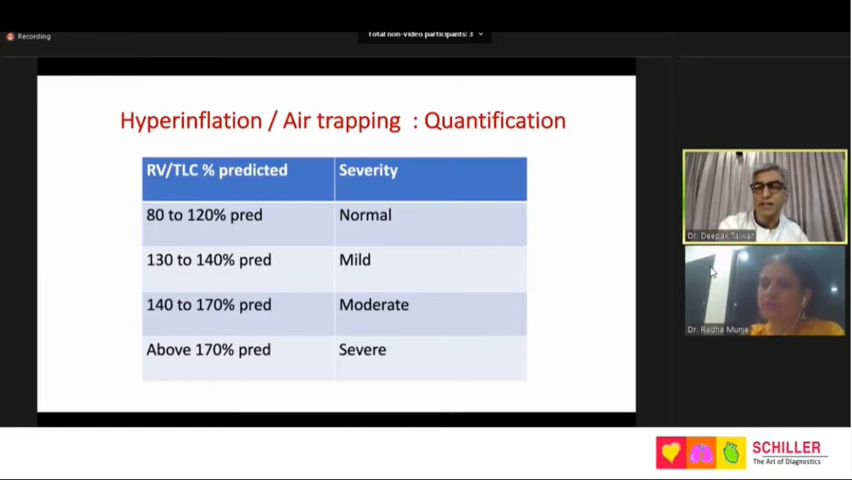 Recording
Total non-video participants: 3
Hyperinflation / Air trapping : Quantification
RV/TLC % predicted Severity
80 to 120% pred Normal
130 to 140% pred Mild
140 to 170% pred Moderate
Above 170% pred Severe
Dr. Deepak Talwar
Dr. Radha Munje
SCHILLER
The Art of Diagnostics